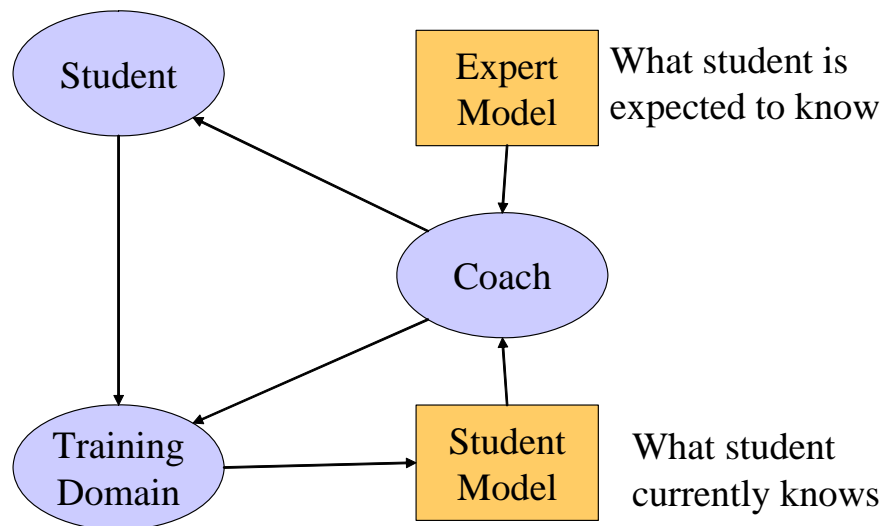 Student
Expert
Model
What student is
expected to know
Coach
Training
Domain
Student
Model
What student
currently knows